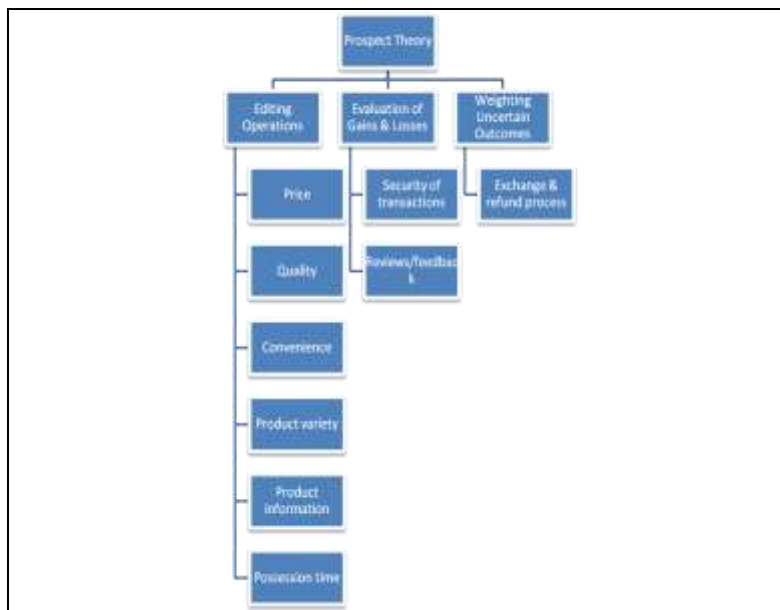 Prospect Theory
Editing
Operations
Evaluation of
Gains & Losses
Weighting
Uncertain
Outcomes
Price
Security of
transactions
Exchange &
refund process
Quality
Reviews/feedbac
k
Convenience
Product variety
Product
information
Possession time